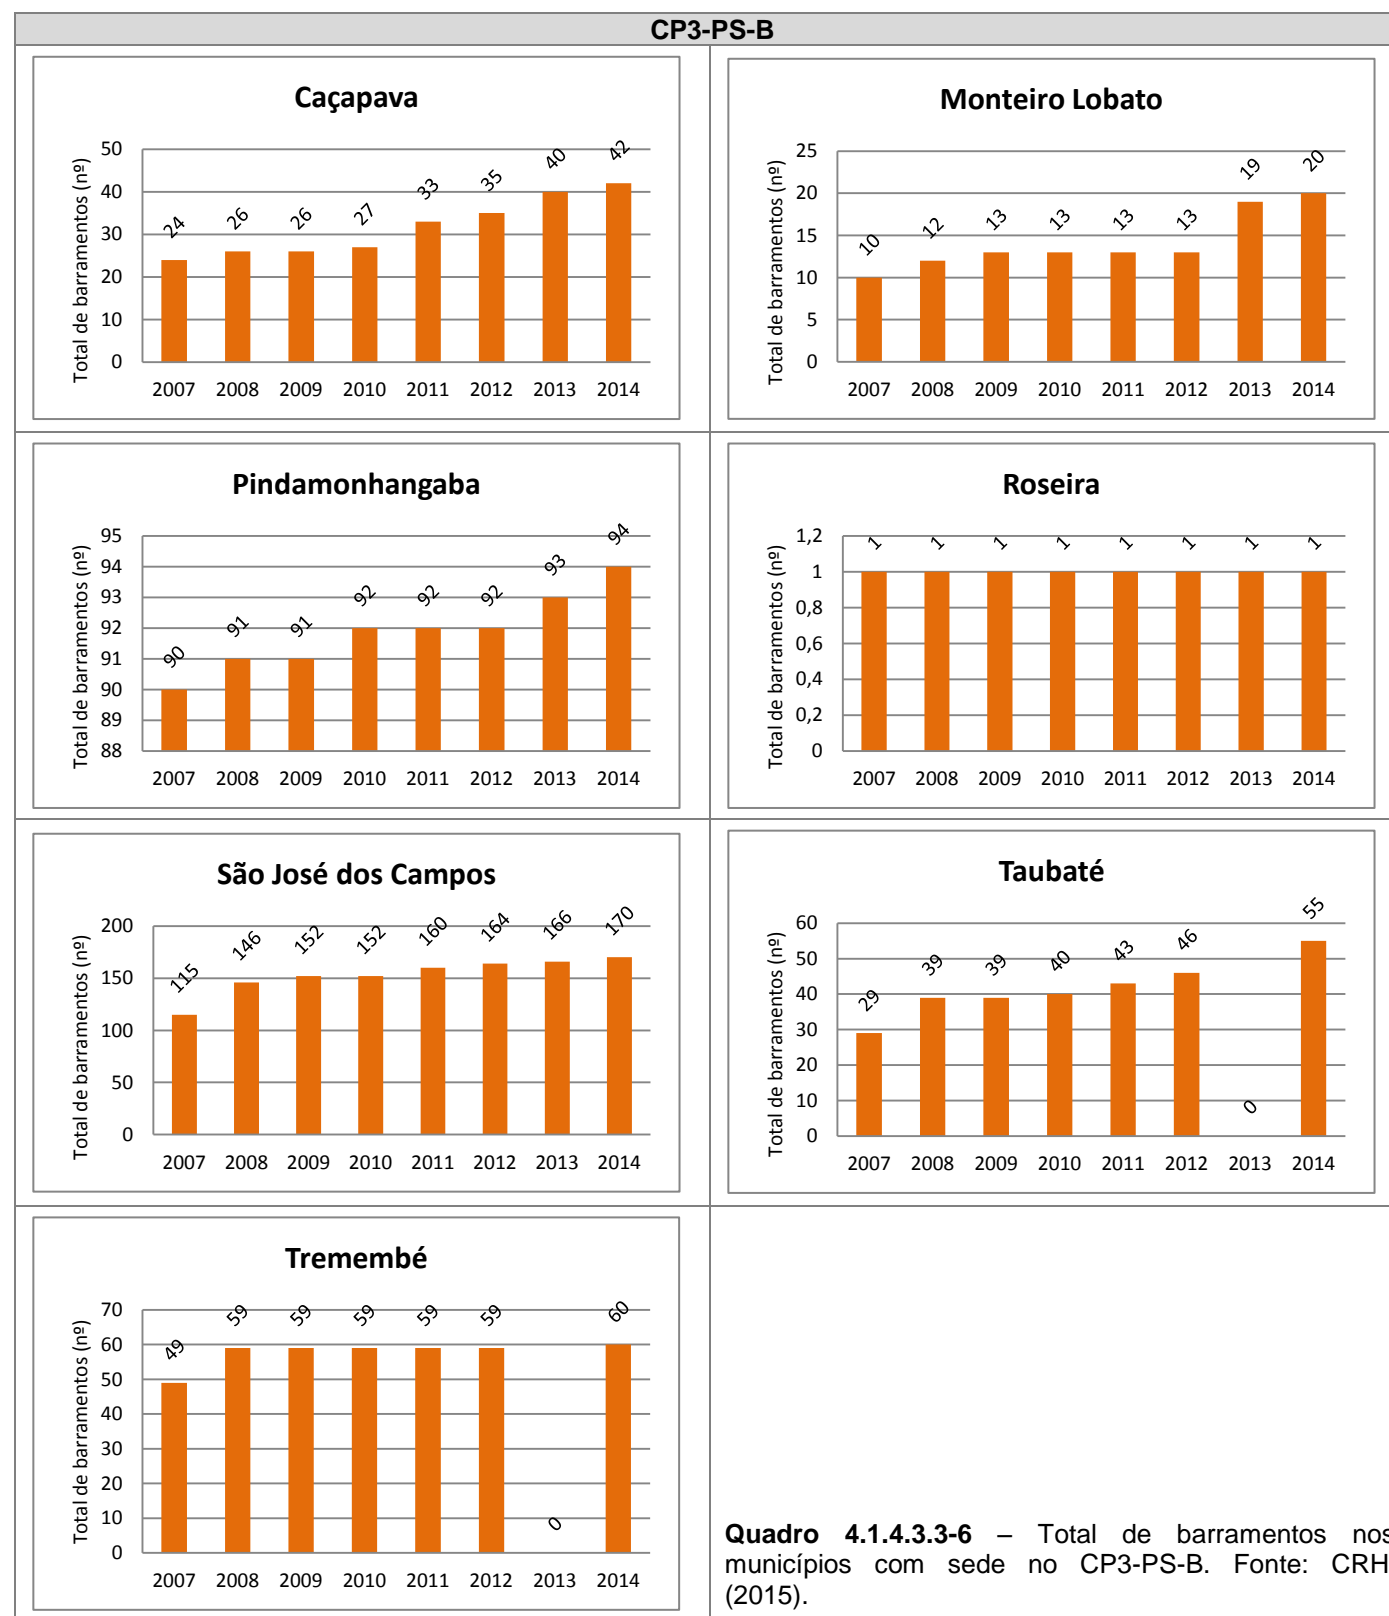 CP3-PS-B
Caçapava
Total de barramentos (nº)
50
40
30
20
10
0
24 26 26 27 33 35 40 42
2007 2008 2009 2010 2011 2012 2013 2014
Monteiro Lobato
Total de barramentos (nº)
25
20
15
10
5
0
10 12 13 13 13 13 19 20
2007 2008 2009 2010 2011 2012 2013 2014
Pindamonhangaba
Total de barramentos (nº)
95
94
93
92
91
90
89
88
90 91 91 92 92 92 93 94
2007 2008 2009 2010 2011 2012 2013 2014
Roseira
Total de barramentos (nº)
1,2
1
0,8
0,6
0,4
0,2
0
1 1 1 1 1 1 1 1
2007 2008 2009 2010 2011 2012 2013 2014
São José dos Campos
Total de barramentos (nº)
200
150
100
50
0
115 146 152 152 160 164 166 170
2007 2008 2009 2010 2011 2012 2013 2014
Taubaté
Total de barramentos (nº)
60
50
40
30
20
10
0
29 39 39 40 43 46 0 55
2007 2008 2009 2010 2011 2012 2013 2014
Tremembé
Total de barramentos (nº)
70
60
50
40
30
20
10
0
49 59 59 59 59 59 0 60
2007 2008 2009 2010 2011 2012 2013 2014
Quadro 4.1.4.3.3-6 – Total de barramentos nos
municípios com sede no CP3-PS-B. Fonte: CRH
(2015).